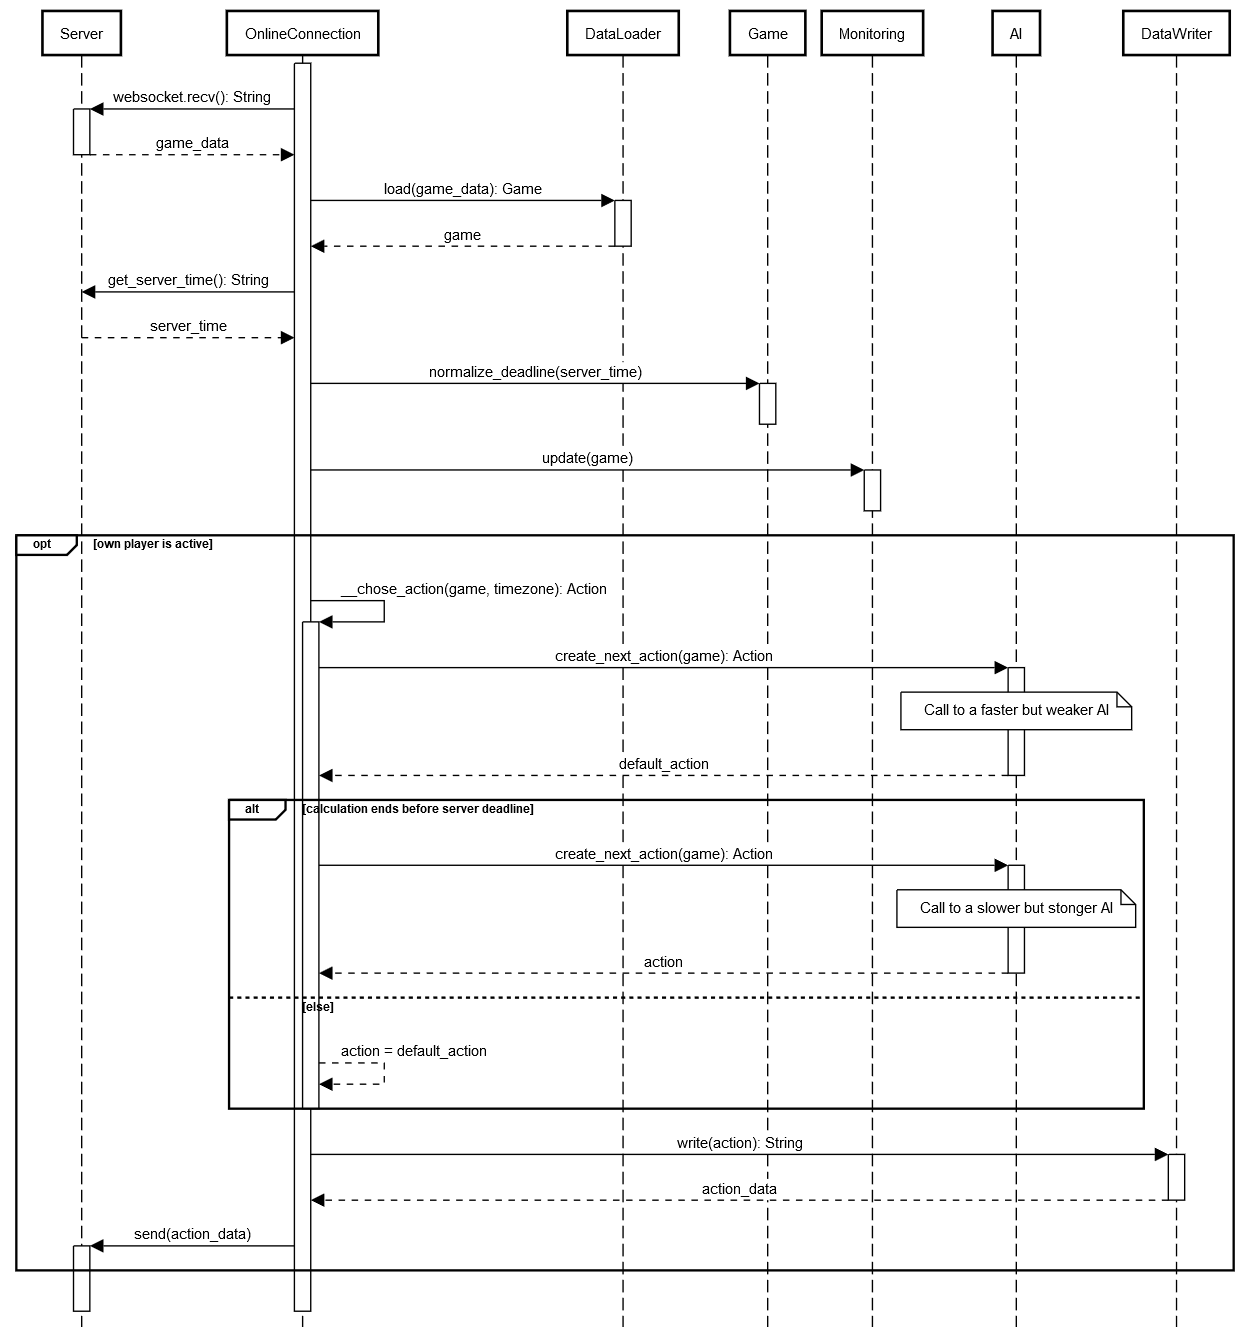 Server
OnlineConnection
DataLoader
Game
Monitoring
AI
DataWriter
websocket.recv(): String
game_data
load(game_data): Game
game
get_server_time(): String
server_time
normalize_deadline(server_time)
update(game)
opt
[own player is active]
__chose_action(game, timezone): Action
create_next_action(game): Action
Call to a faster but weaker AI
default_action
alt
[calculation ends before server deadline]
create_next_action(game): Action
Call to a slower but stonger AI
action
[else]
action = default_action
write(action): String
action_data
send(action_data)